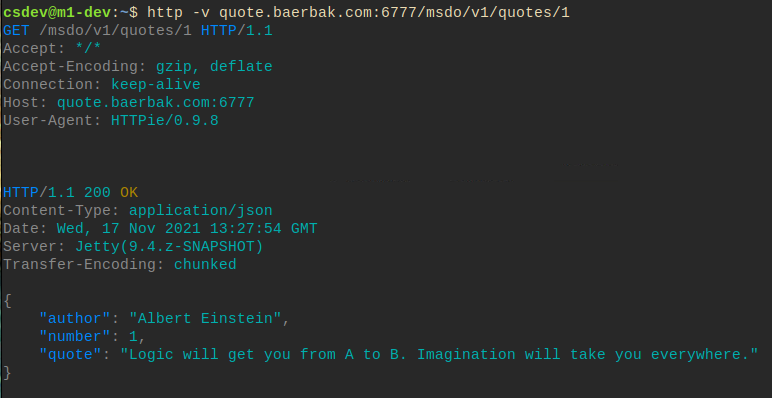 csdev@m1-dev:~$ http -v quote.baerbak.com:6777/msdo/v1/quotes/1
GET /msdo/v1/quotes/1 HTTP/1.1
Accept: */*
Accept-Encoding: gzip, deflate
Connection: keep-alive
Host: quote.baerbak.com:6777
User-Agent: HTTPie/0.9.8
HTTP/1.1 200 OK
Content-Type: application/json
Date: Wed, 17 Nov 2021 13:27:54 GMT
Server: Jetty(9.4.z-SNAPSHOT)
Transfer-Encoding: chunked
{
    "author": "Albert Einstein",
    "number": 1,
    "quote": "Logic will get you from A to B. Imagination will take you everywhere."
}